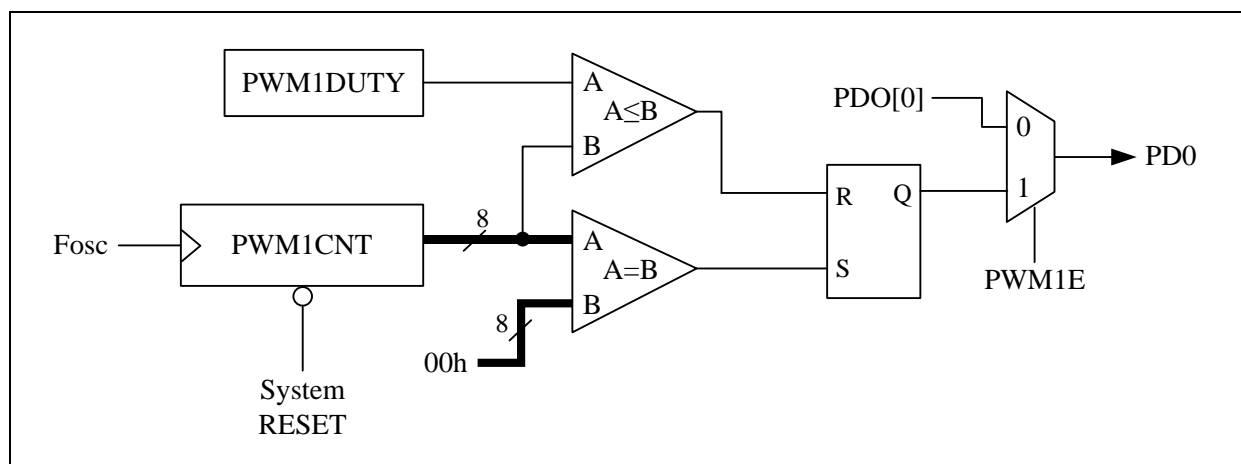 PWM1DUTY
A
A≤B
B
PDO[0]
0
1
PD0
PWM1E
R
Q
S
Fosc
PWM1CNT
8
A
A=B
B
8
00h
System
RESET